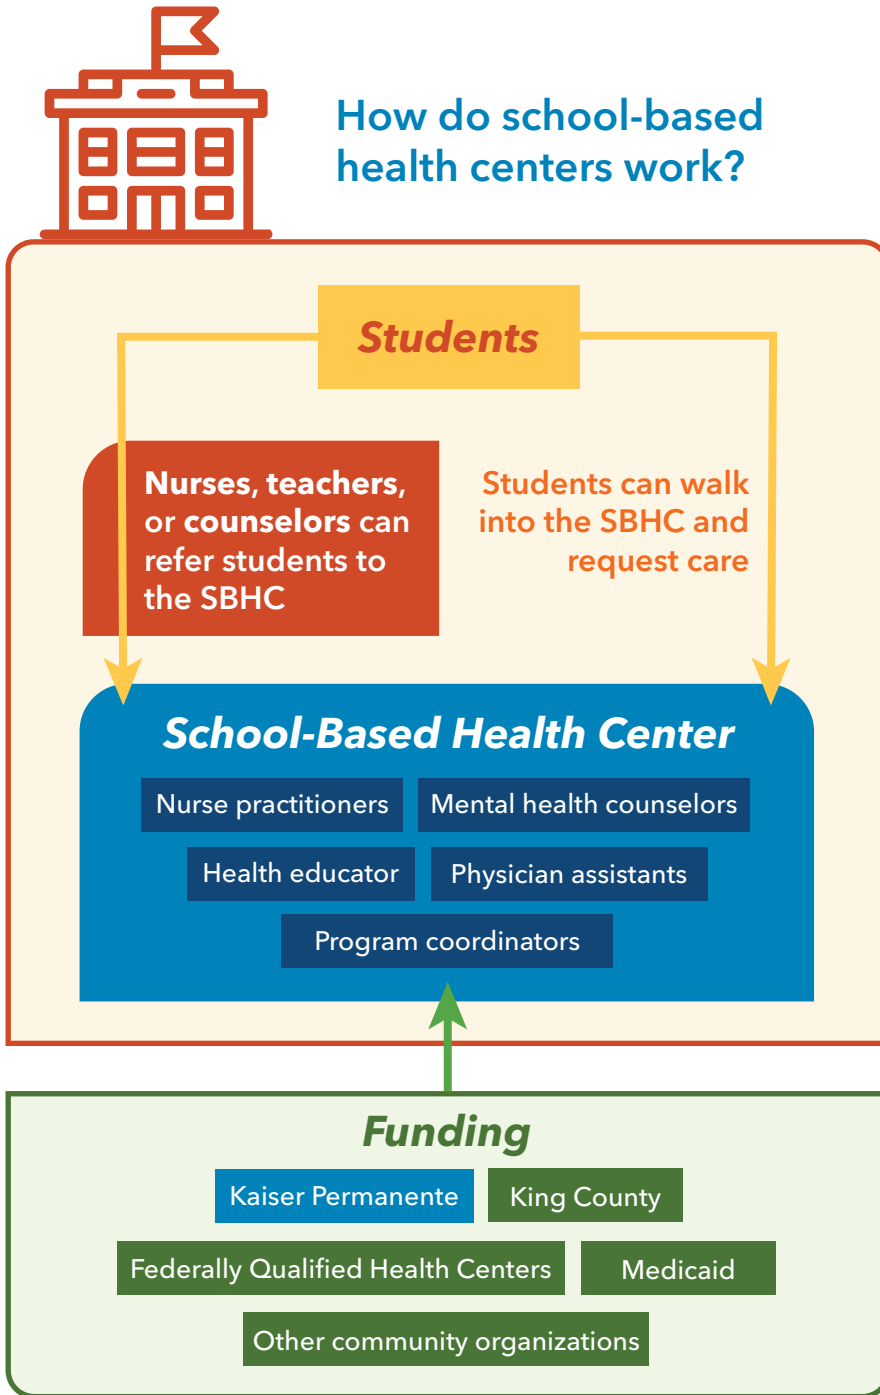 How do school-based
health centers work?
Students
Nurses, teachers,
or counselors can
refer students to
the SBHC
Students can walk
into the SBHC and
request care
School-Based Health Center
Nurse practitioners
Mental health counselors
Health educator
Physician assistants
Program coordinators
Funding
Kaiser Permanente
King County
Federally Qualified Health Centers
Medicaid
Other community organizations